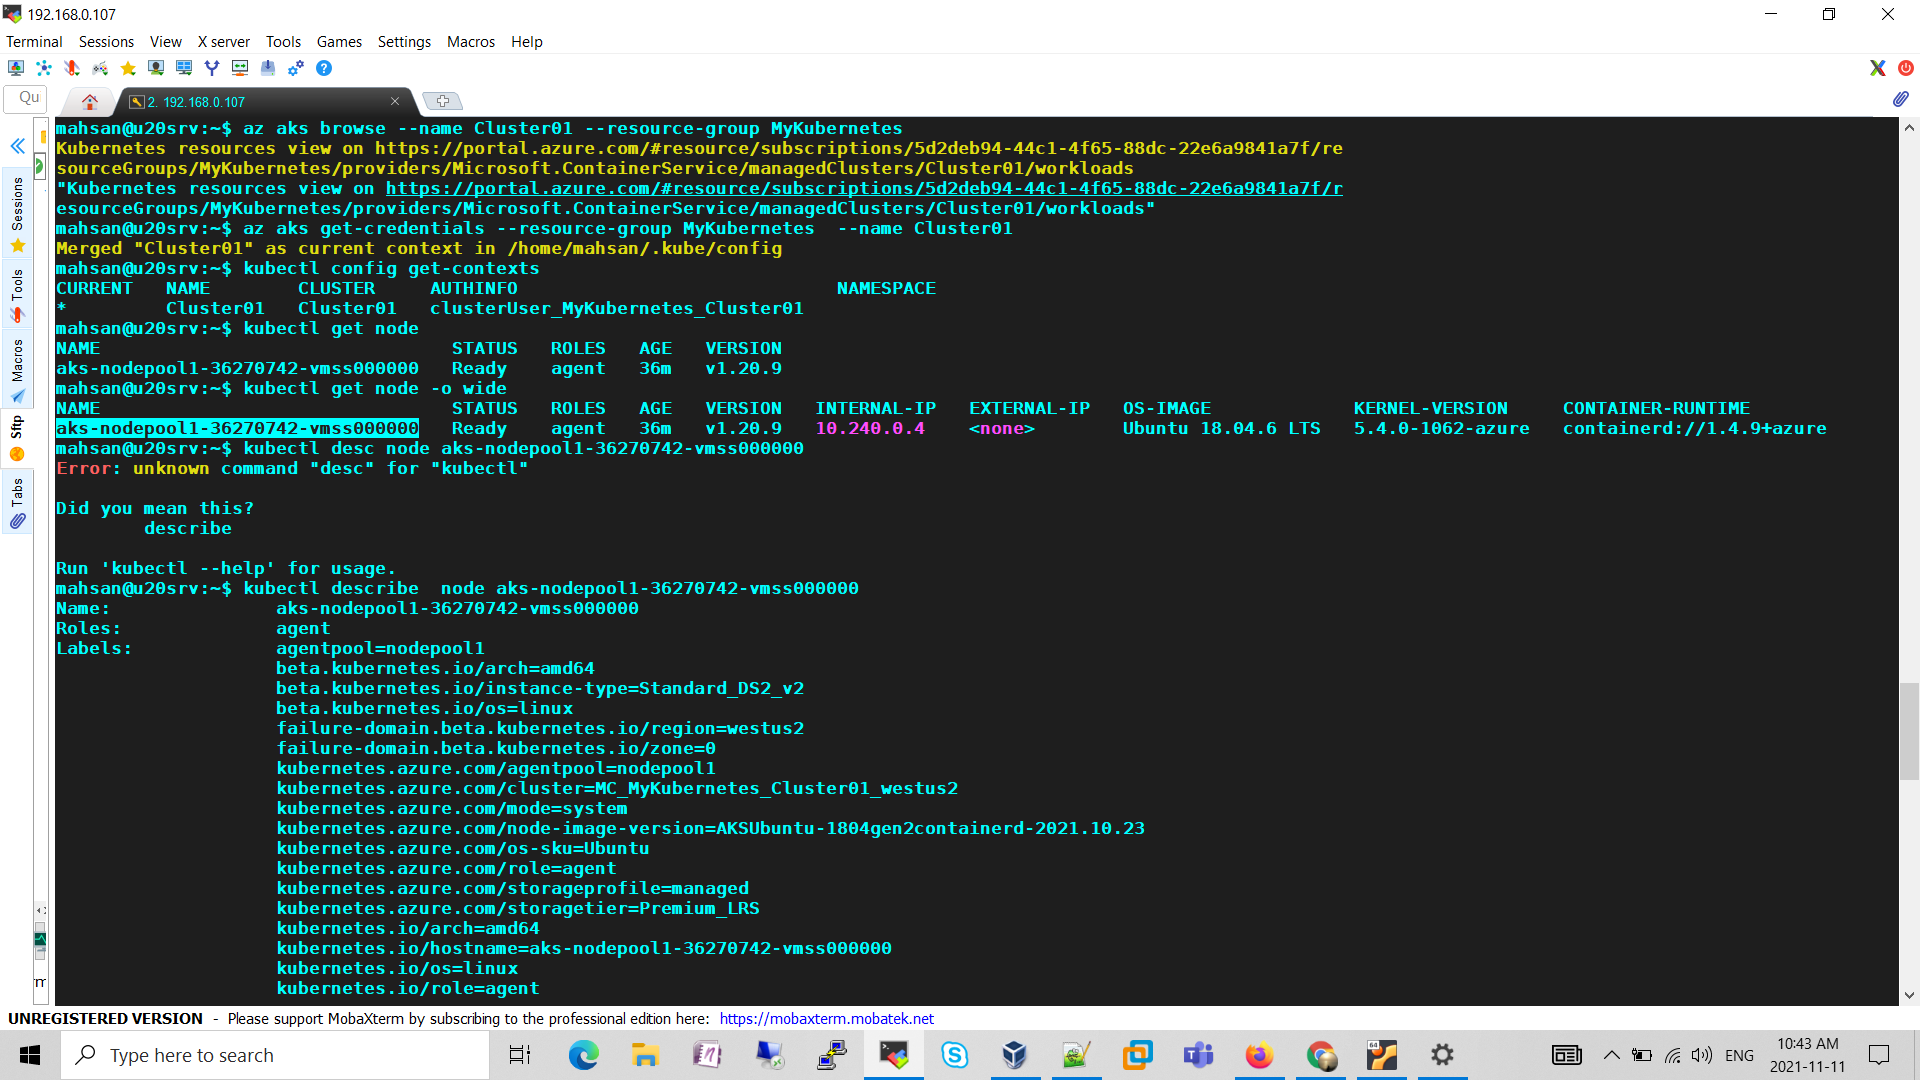 192.168.0.107
Terminal Sessions View X server Tools Games Settings Macros Help
Qu
2. 192.168.0.107
Sessions
Tools
Macros
Sftp
Tabs
mahsan@u20srv:~$ az aks browse --name Cluster01 --resource-group MyKubernetes
Kubernetes resources view on https://portal.azure.com/#resource/subscriptions/5d2deb94-44c1-4f65-88dc-22e6a9841a7f/re
sourceGroups/MyKubernetes/providers/Microsoft.ContainerService/managedClusters/Cluster01/workloads
"Kubernetes resources view on https://portal.azure.com/#resource/subscriptions/5d2deb94-44c1-4f65-88dc-22e6a9841a7f/r
esourceGroups/MyKubernetes/providers/Microsoft.ContainerService/managedClusters/Cluster01/workloads"
mahsan@u20srv:~$ az aks get-credentials --resource-group MyKubernetes  --name Cluster01
Merged "Cluster01" as current context in /home/mahsan/.kube/config
mahsan@u20srv:~$ kubectl config get-contexts
CURRENT   NAME        CLUSTER     AUTHINFO                             NAMESPACE
*         Cluster01   Cluster01   clusterUser_MyKubernetes_Cluster01
mahsan@u20srv:~$ kubectl get node
NAME                                STATUS   ROLES   AGE   VERSION
aks-nodepool1-36270742-vmss000000   Ready    agent   36m   v1.20.9
mahsan@u20srv:~$ kubectl get node -o wide
NAME                                STATUS   ROLES   AGE   VERSION   INTERNAL-IP   EXTERNAL-IP   OS-IMAGE             KERNEL-VERSION     CONTAINER-RUNTIME
aks-nodepool1-36270742-vmss000000   Ready    agent   36m   v1.20.9   10.240.0.4    <none>        Ubuntu 18.04.6 LTS   5.4.0-1062-azure   containerd://1.4.9+azure
mahsan@u20srv:~$ kubectl desc node aks-nodepool1-36270742-vmss000000
Error: unknown command "desc" for "kubectl"
Did you mean this?
        describe
Run 'kubectl --help' for usage.
mahsan@u20srv:~$ kubectl describe  node aks-nodepool1-36270742-vmss000000
Name:               aks-nodepool1-36270742-vmss000000
Roles:              agent
Labels:             agentpool=nodepool1
                    beta.kubernetes.io/arch=amd64
                    beta.kubernetes.io/instance-type=Standard_DS2_v2
                    beta.kubernetes.io/os=linux
                    failure-domain.beta.kubernetes.io/region=westus2
                    failure-domain.beta.kubernetes.io/zone=0
                    kubernetes.azure.com/agentpool=nodepool1
                    kubernetes.azure.com/cluster=MC_MyKubernetes_Cluster01_westus2
                    kubernetes.azure.com/mode=system
                    kubernetes.azure.com/node-image-version=AKSUbuntu-1804gen2containerd-2021.10.23
                    kubernetes.azure.com/os-sku=Ubuntu
                    kubernetes.azure.com/role=agent
                    kubernetes.azure.com/storageprofile=managed
                    kubernetes.azure.com/storagetier=Premium_LRS
                    kubernetes.io/arch=amd64
                    kubernetes.io/hostname=aks-nodepool1-36270742-vmss000000
                    kubernetes.io/os=linux
                    kubernetes.io/role=agent
UNREGISTERED VERSION - Please support MobaXterm by subscribing to the professional edition here: https://mobaxterm.mobatek.net
Type here to search
ENG
10:43 AM
2021-11-11